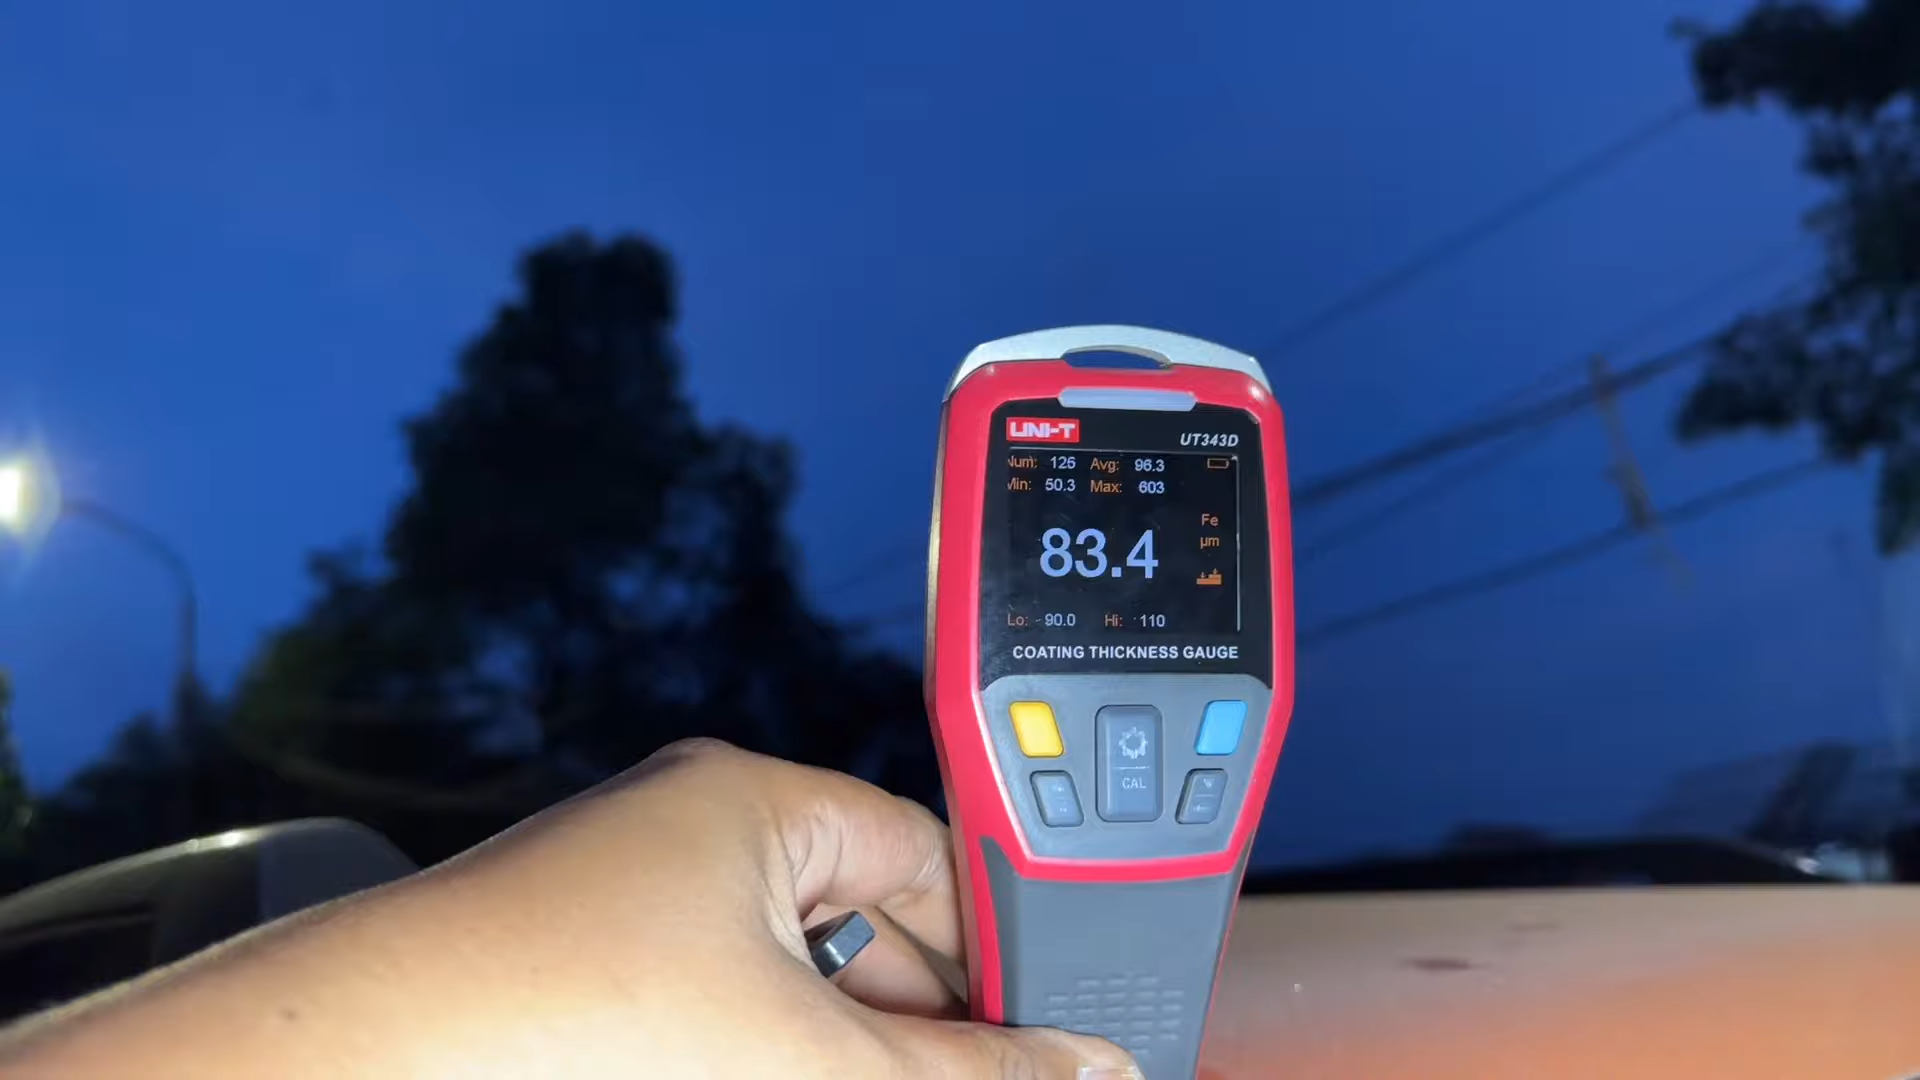 UNI-T
UT343D
Num: 126 Avg: 96.3
Min: 50.3 Max: 603
Fe
μm
83.4
Lo: 90.0 Hi: 110
COATING THICKNESS GAUGE
CAL